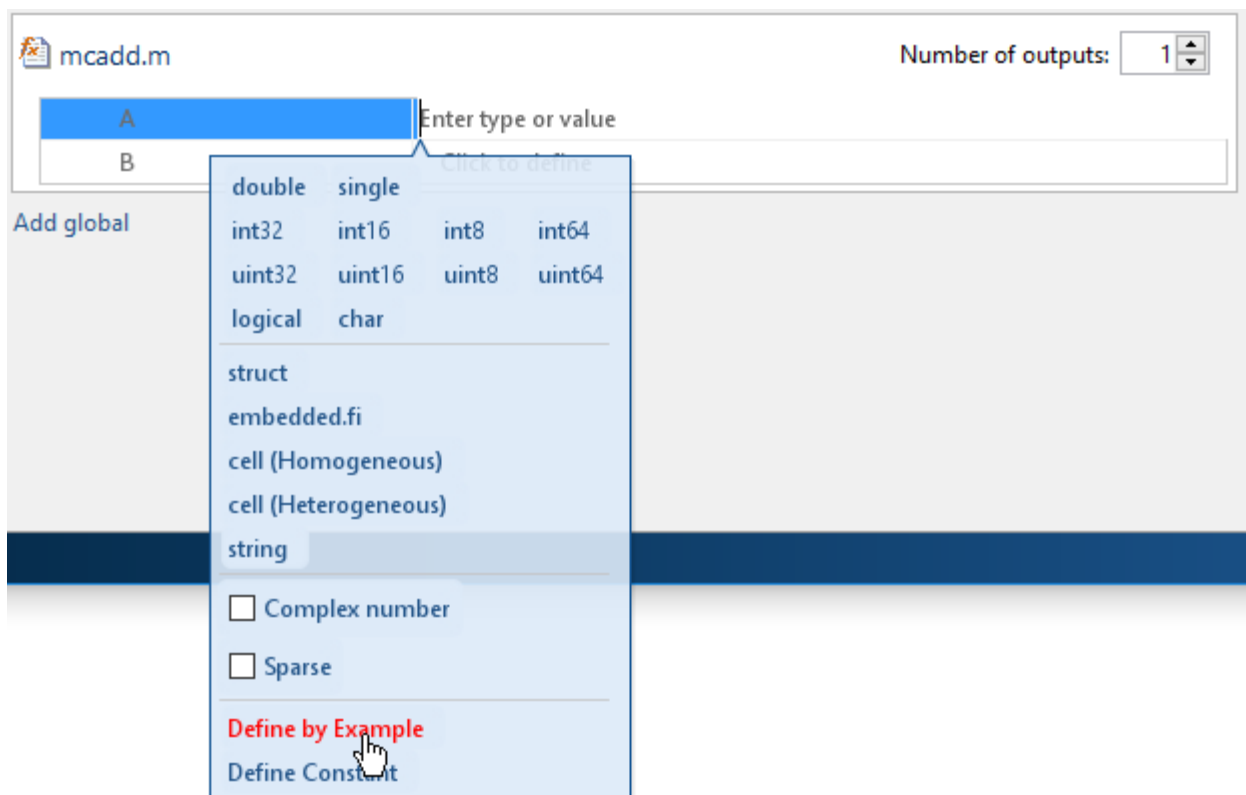 mcadd.m Number of outputs: 1
A Enter type or value
B Click to define
Add global
double single
int32 int16 int8 int64
uint32 uint16 uint8 uint64
logical char
struct
embedded.fi
cell (Homogeneous)
cell (Heterogeneous)
string
Complex number
Sparse
Define by Example
Define Constant